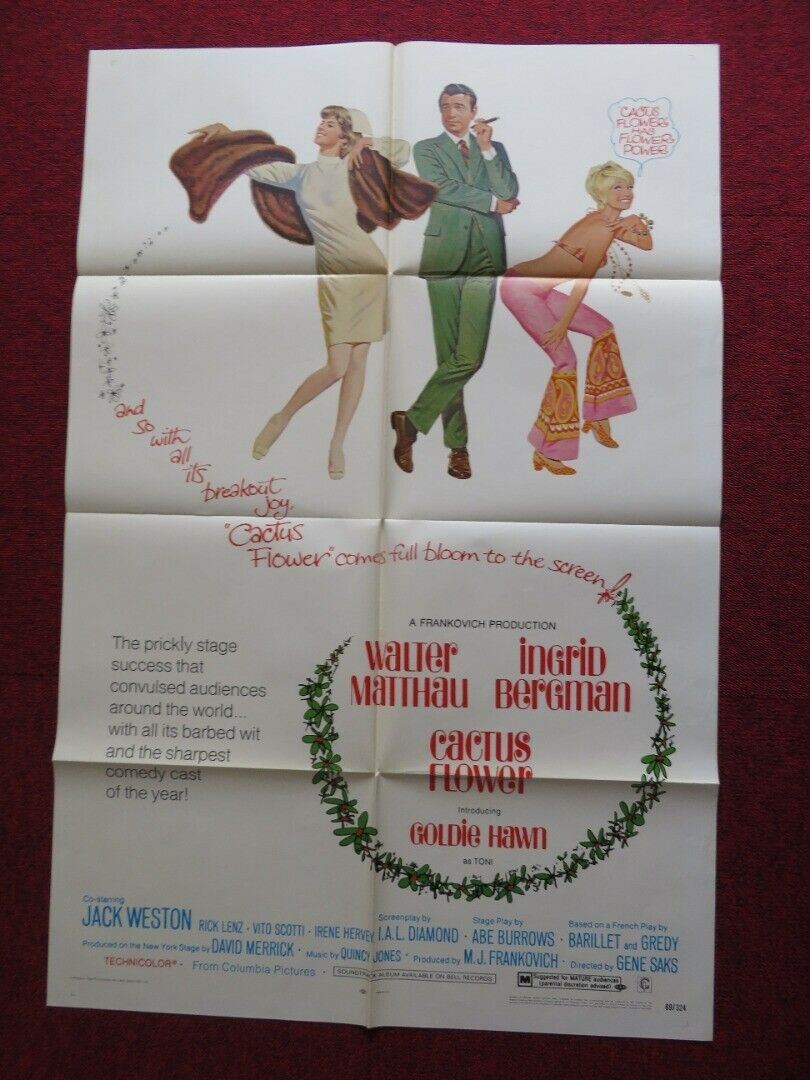 CACTUS
FLOWER
HAS
FLOWER
POWER
and
so
with
all
its
breakout
joy,
"Cactus
Flower" comes full bloom to the screen!
A FRANKOVICH PRODUCTION
WALTER MATTHAU
INGRID BERGMAN
CACTUS
FLOWER
Introducing
GOLDIE HAWN
as TONI
The prickly stage
success that
convulsed audiences
around the world...
with all its barbed wit
and the sharpest
comedy cast
of the year!
Co-starring
JACK WESTON RICK LENZ · VITO SCOTTI · IRENE HERVEY Screenplay by I.A.L. DIAMOND · Stage Play by ABE BURROWS · Based on a French Play by BARILLET and GREDY
Produced on the New York Stage by DAVID MERRICK · Music by QUINCY JONES · Produced by M.J. FRANKOVICH · Directed by GENE SAKS
TECHNICOLOR® · From Columbia Pictures SOUNDTRACK ALBUM AVAILABLE ON BELL RECORDS
M Suggested for MATURE audiences
(parental discretion advised)
69/324